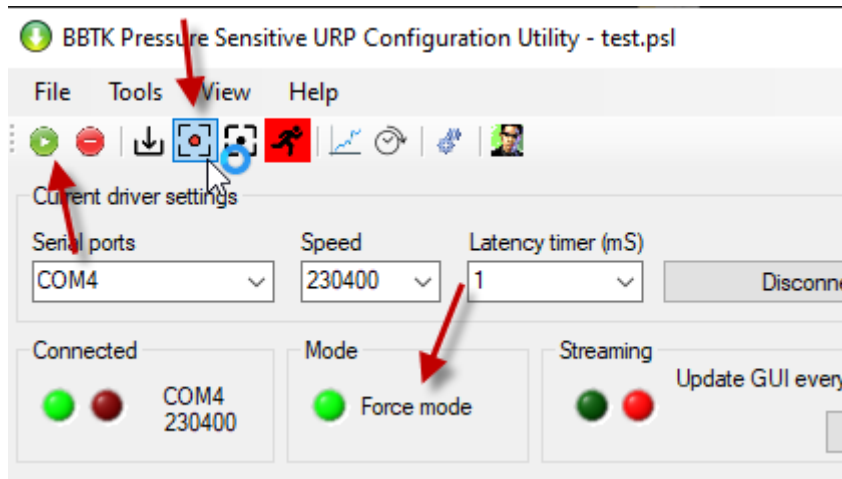 BBTK Pressure Sensitive URP Configuration Utility - test.psl
File Tools View Help
Current driver settings
Serial ports Speed Latency timer (mS)
COM4 230400 1 Disconne
Connected Mode Streaming
Update GUI every
COM4 Force mode
230400